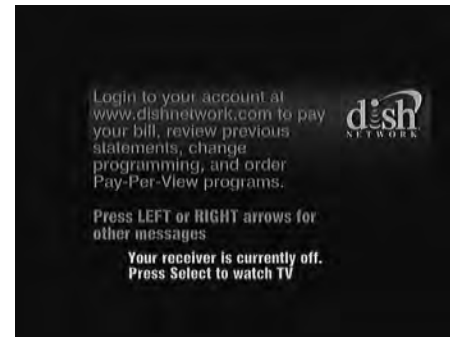 Login to your account at
www.dishnetwork.com to pay
your bill, review previous
statements, change
programming, and order
Pay-Per-View programs.
dish
NETWORK
Press LEFT or RIGHT arrows for
other messages
Your receiver is currently off.
Press Select to watch TV